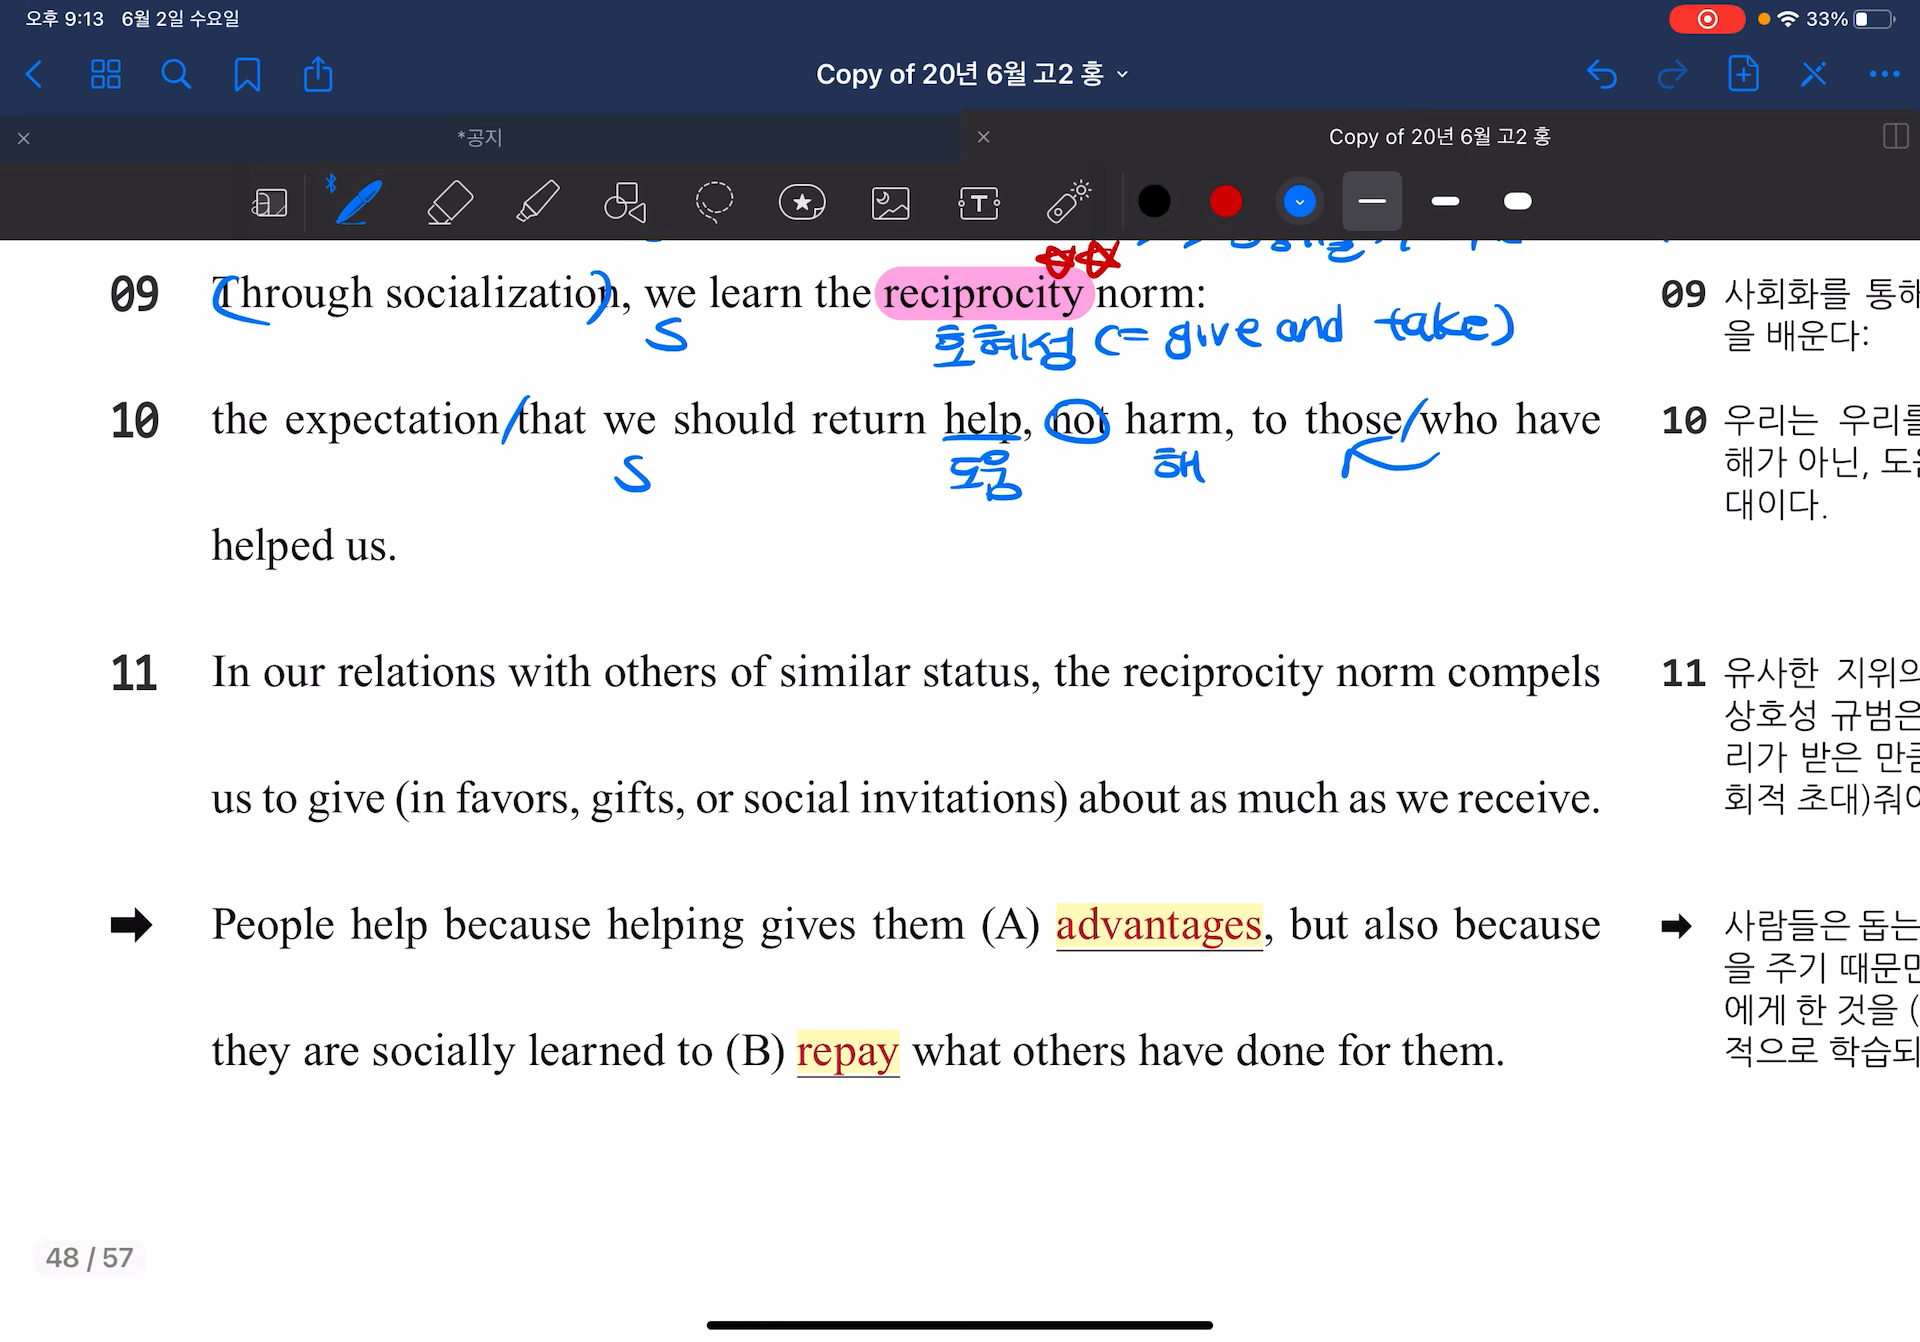 오후 9:13 6월 2일 수요일 33%
Copy of 20년 6월 고2 홍
*공지 Copy of 20년 6월 고2 홍
09 Through socialization, we learn the reciprocity norm: 09 사회화를 통해
S 호혜성 (= give and take) 을 배운다:
10 the expectation that we should return help, not harm, to those who have 10 우리는 우리를
S 도움 해 해가 아닌, 도움
대이다.
helped us.
11 In our relations with others of similar status, the reciprocity norm compels 11 유사한 지위의
상호성 규범은
리가 받은 만큼
us to give (in favors, gifts, or social invitations) about as much as we receive. 회적 초대)줘야
➡ People help because helping gives them (A) advantages, but also because ➡ 사람들은 돕는
을 주기 때문만
에게 한 것을 (
they are socially learned to (B) repay what others have done for them. 적으로 학습되
48 / 57